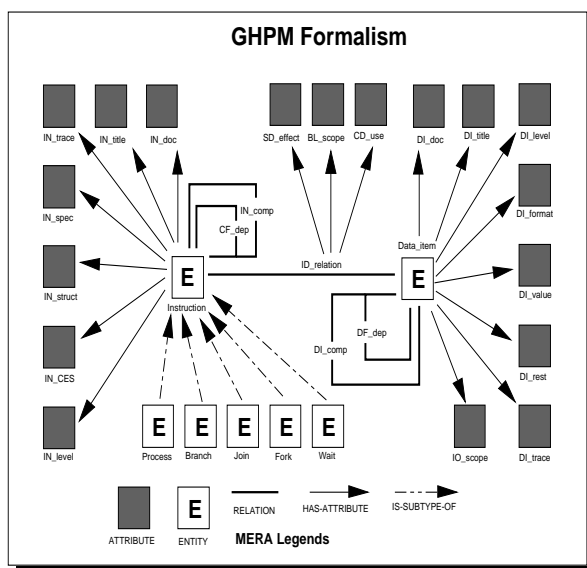 GHPM Formalism
IN_trace
IN_title
IN_doc
SD_effect
BL_scope
CD_use
DI_doc
DI_title
DI_level
IN_spec
IN_comp
CF_dep
DI_format
Data_item
ID_relation
E
E
IN_struct
DI_value
Instruction
DF_dep
DI_comp
IN_CES
DI_rest
E
E
E
E
E
IN_level
Process
Branch
Join
Fork
Wait
IO_scope
DI_trace
E
RELATION
HAS-ATTRIBUTE
IS-SUBTYPE-OF
ATTRIBUTE
ENTITY
MERA Legends